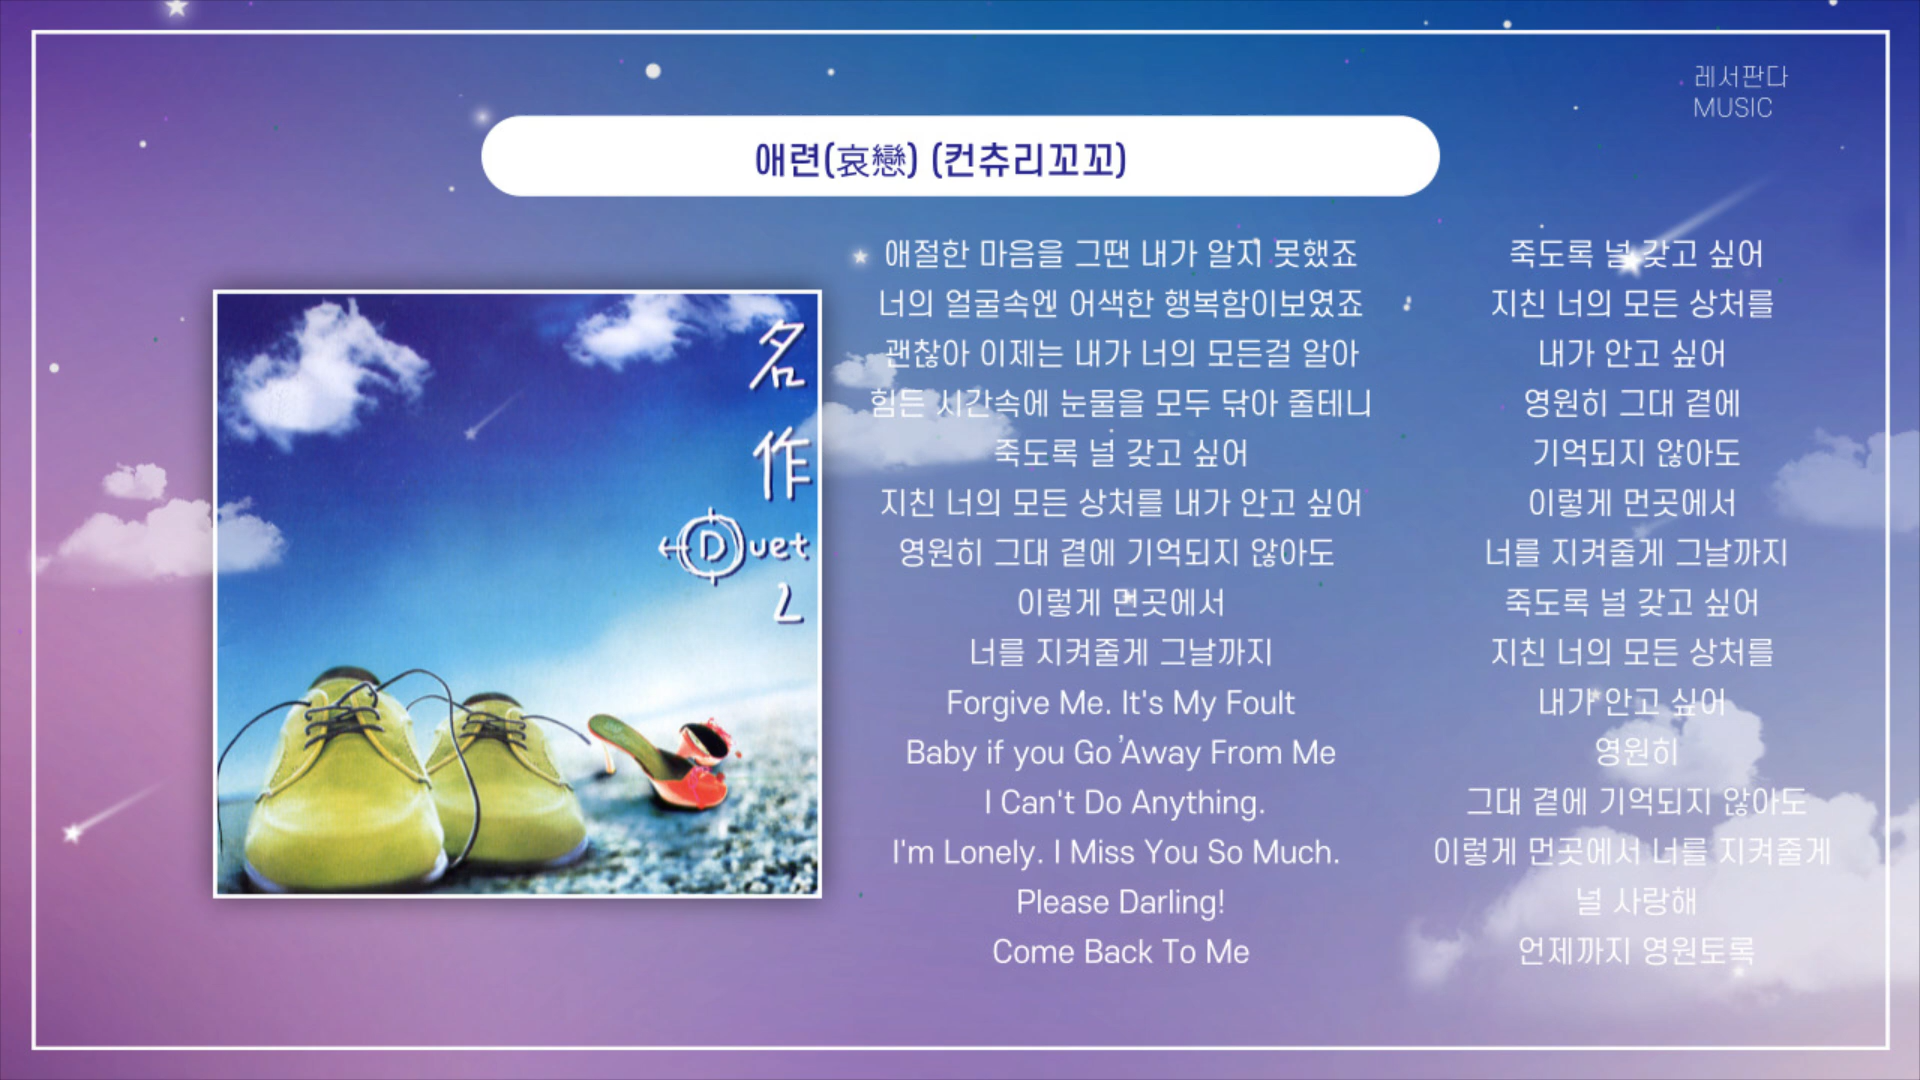 레서판다
MUSIC
애련(哀戀) (컨츄리꼬꼬)
名
作
Duet
2
애절한 마음을 그땐 내가 알지 못했죠
너의 얼굴속엔 어색한 행복함이보였죠
괜찮아 이제는 내가 너의 모든걸 알아
힘든 시간속에 눈물을 모두 닦아 줄테니
죽도록 널 갖고 싶어
지친 너의 모든 상처를 내가 안고 싶어
영원히 그대 곁에 기억되지 않아도
이렇게 먼곳에서
너를 지켜줄게 그날까지
Forgive Me. It's My Foult
Baby if you Go Away From Me
I Can't Do Anything.
I'm Lonely. I Miss You So Much.
Please Darling!
Come Back To Me
죽도록 널 갖고 싶어
지친 너의 모든 상처를
내가 안고 싶어
영원히 그대 곁에
기억되지 않아도
이렇게 먼곳에서
너를 지켜줄게 그날까지
죽도록 널 갖고 싶어
지친 너의 모든 상처를
내가 안고 싶어
영원히
그대 곁에 기억되지 않아도
이렇게 먼곳에서 너를 지켜줄게
널 사랑해
언제까지 영원토록